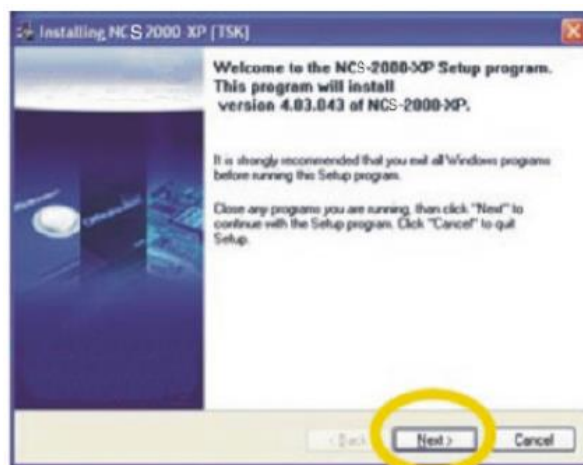 Installing NCS 2000 XP [TSK]
Welcome to the NCS-2000-XP Setup program.
This program will install
version 4.03.043 of NCS-2000-XP.
It is strongly recommended that you exit all Windows programs
before running this Setup program.
Close any programs you are running, then click "Next" to
continue with the Setup program. Click "Cancel" to quit
Setup.
< Back
Next >
Cancel